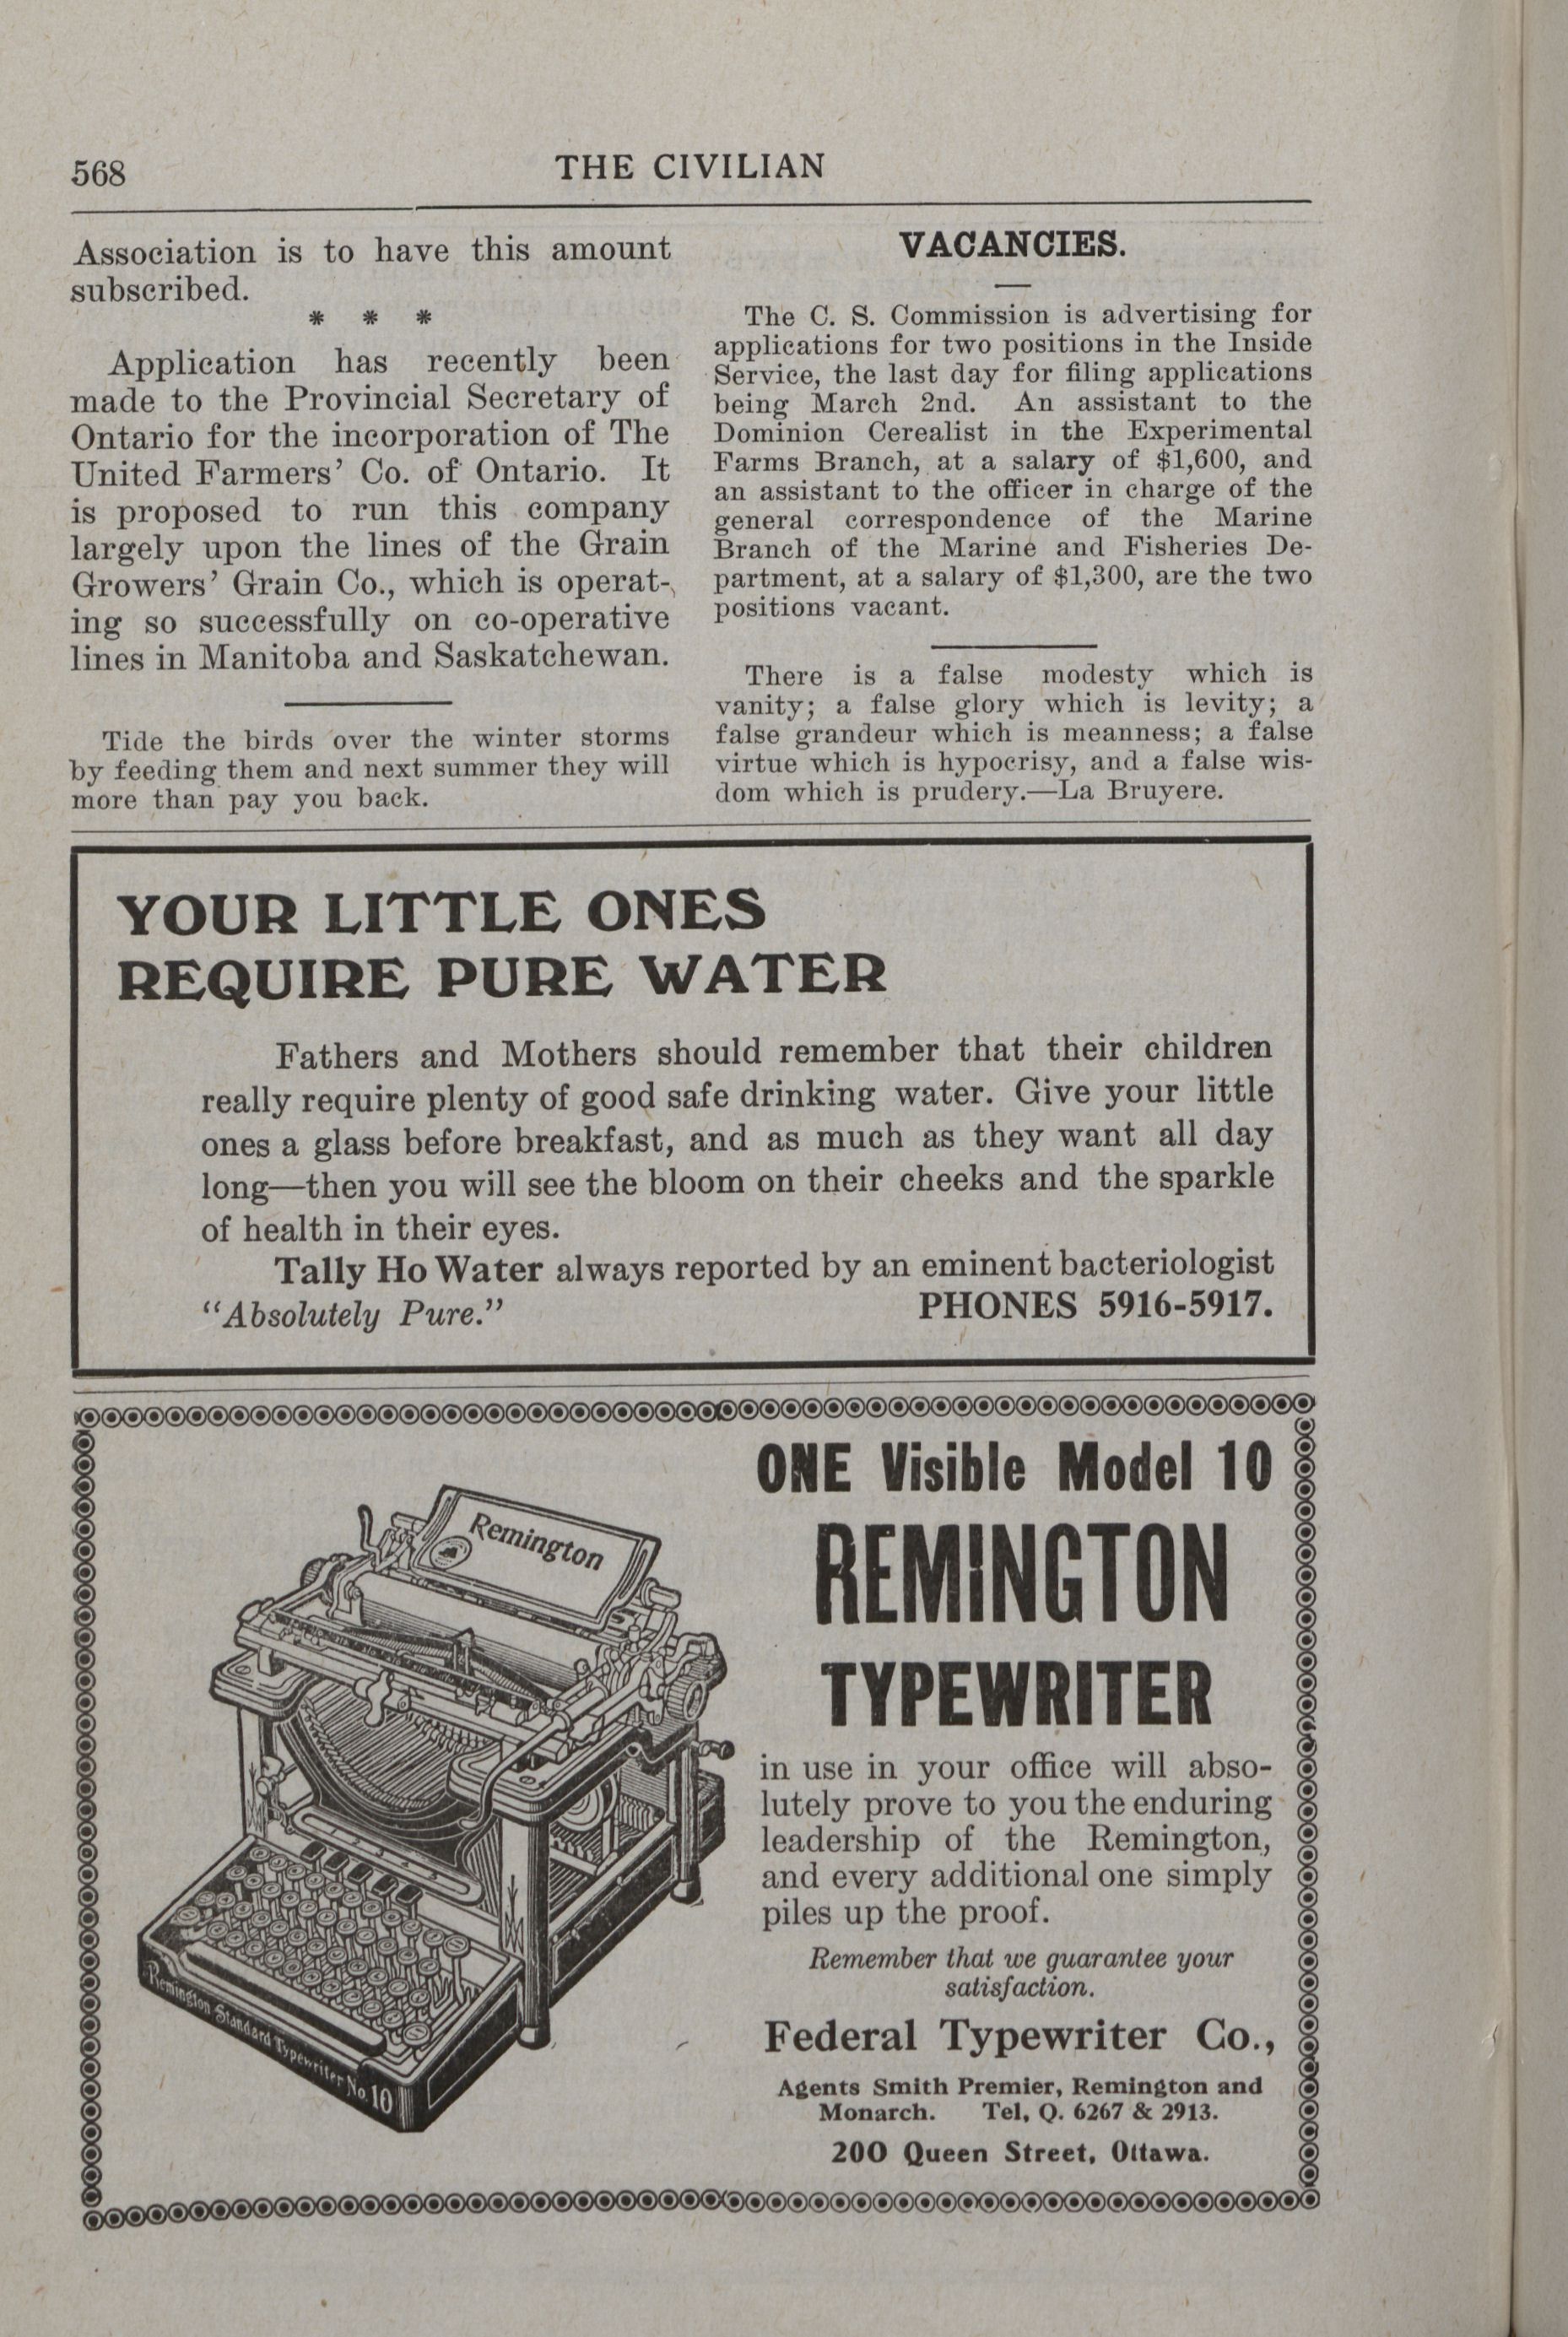 568
THE CIVILIAN
Association is to have this amount
subscribed.
* * *
Application has recently been
made to the Provincial Secretary of
Ontario for the incorporation of The
United Farmers' Co. of Ontario. It
is proposed to run this company
largely upon the lines of the Grain
Growers' Grain Co., which is operat-
ing so successfully on co-operative
lines in Manitoba and Saskatchewan.
Tide the birds over the winter storms
by feeding them and next summer they will
more than pay you back.
VACANCIES.
The C. S. Commission is advertising for
applications for two positions in the Inside
Service, the last day for filing applications
being March 2nd. An assistant to the
Dominion Cerealist in the Experimental
Farms Branch, at a salary of $1,600, and
an assistant to the officer in charge of the
general correspondence of the Marine
Branch of the Marine and Fisheries De-
partment, at a salary of $1,300, are the two
positions vacant.
There is a false modesty which is
vanity; a false glory which is levity; a
false grandeur which is meanness; a false
virtue which is hypocrisy, and a false wis-
dom which is prudery.—La Bruyere.
YOUR LITTLE ONES
REQUIRE PURE WATER
Fathers and Mothers should remember that their children
really require plenty of good safe drinking water. Give your little
ones a glass before breakfast, and as much as they want all day
long—then you will see the bloom on their cheeks and the sparkle
of health in their eyes.
Tally Ho Water always reported by an eminent bacteriologist
"Absolutely Pure." PHONES 5916-5917.
Remington
Remington Standard Typewriter No. 10
ONE Visible Model 10
REMINGTON
TYPEWRITER
in use in your office will abso-
lutely prove to you the enduring
leadership of the Remington,
and every additional one simply
piles up the proof.
Remember that we guarantee your
satisfaction.
Federal Typewriter Co.,
Agents Smith Premier, Remington and
Monarch. Tel, Q. 6267 & 2913.
200 Queen Street, Ottawa.